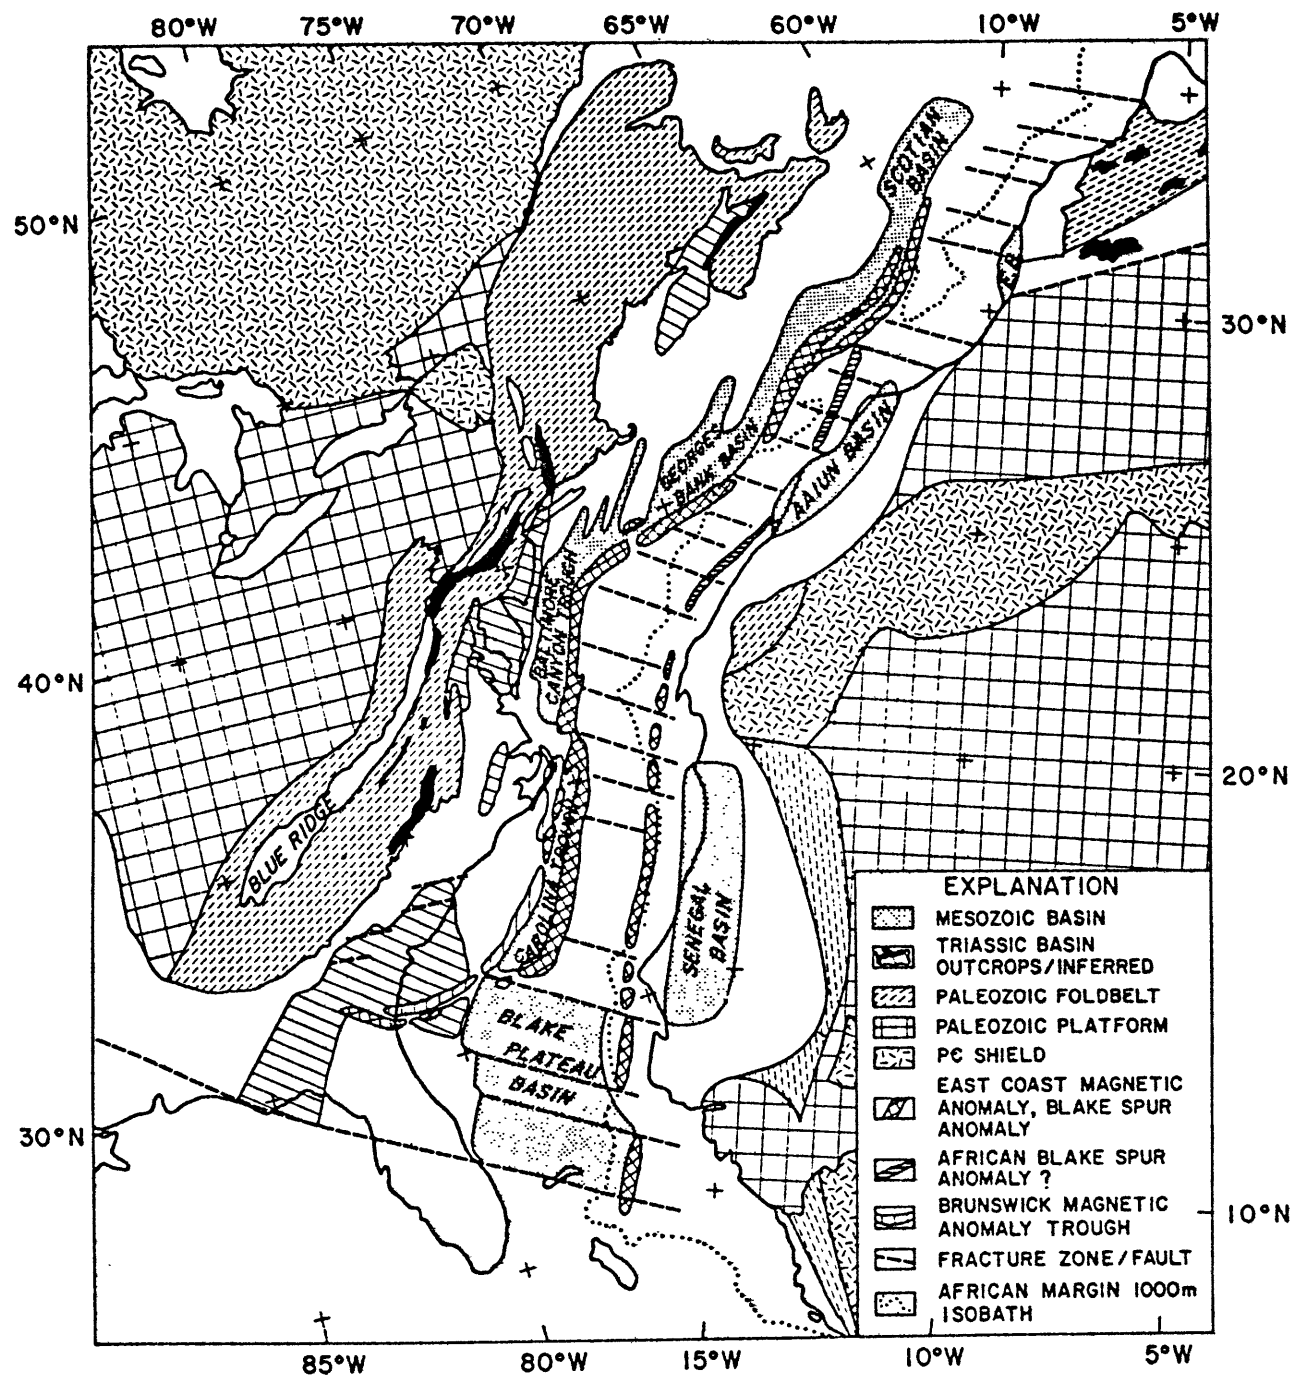 80°W 75°W 70°W 65°W 60°W 10°W 5°W
50°N
40°N
30°N
30°N
20°N
10°N
SCOTIAN
BASIN
E.B.
GEORGES
BANK BASIN
AAIUN BASIN
BALTIMORE
CANYON TROUGH
BLUE RIDGE
CAROLINA TROUGH
SENEGAL
BASIN
BLAKE
PLATEAU
BASIN
EXPLANATION
MESOZOIC BASIN
TRIASSIC BASIN
OUTCROPS/INFERRED
PALEOZOIC FOLDBELT
PALEOZOIC PLATFORM
PC SHIELD
EAST COAST MAGNETIC
ANOMALY, BLAKE SPUR
ANOMALY
AFRICAN BLAKE SPUR
ANOMALY ?
BRUNSWICK MAGNETIC
ANOMALY TROUGH
FRACTURE ZONE/FAULT
AFRICAN MARGIN 1000m
ISOBATH
85°W 80°W 15°W 10°W 5°W